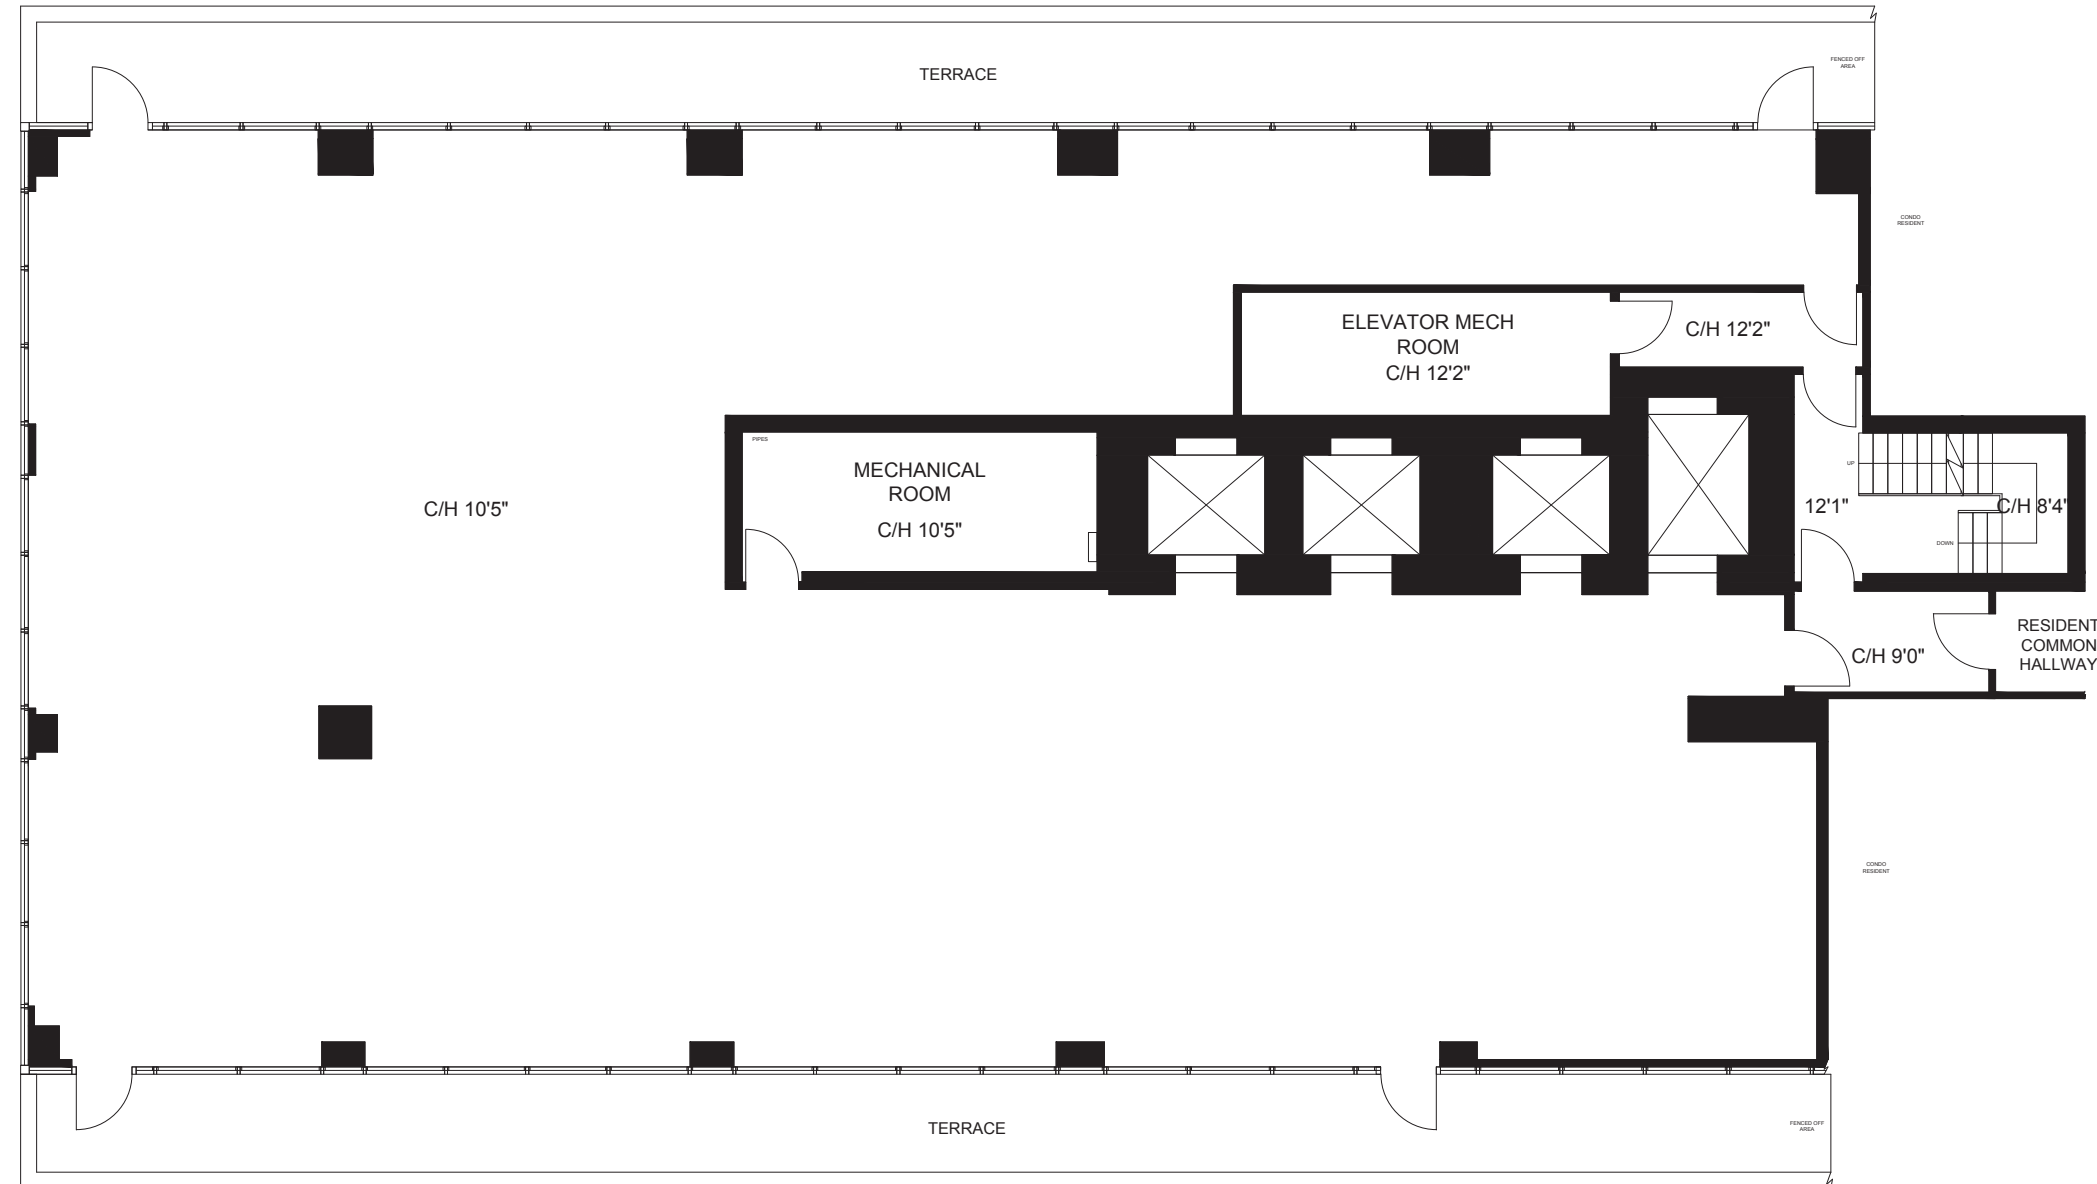 TERRACE
FENCED OFF
AREA
CONDO
RESIDENT
ELEVATOR MECH
ROOM
C/H 12'2"
C/H 12'2"
PIPES
MECHANICAL
ROOM
C/H 10'5"
C/H 10'5"
UP
12'1"
C/H 8'4"
DOWN
RESIDENT
COMMON
HALLWAY
C/H 9'0"
CONDO
RESIDENT
TERRACE
FENCED OFF
AREA